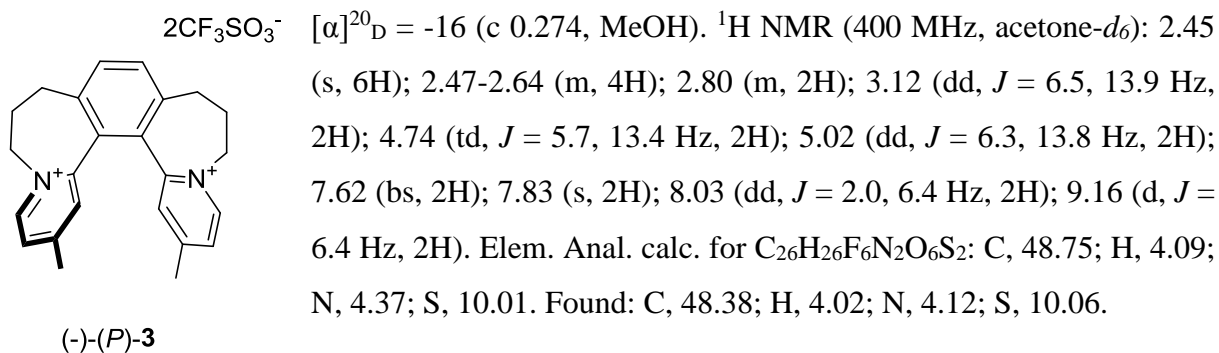 2CF₃SO₃⁻
[α]²⁰D = -16 (c 0.274, MeOH). ¹H NMR (400 MHz, acetone-d₆): 2.45
(s, 6H); 2.47-2.64 (m, 4H); 2.80 (m, 2H); 3.12 (dd, J = 6.5, 13.9 Hz,
2H); 4.74 (td, J = 5.7, 13.4 Hz, 2H); 5.02 (dd, J = 6.3, 13.8 Hz, 2H);
N⁺ N⁺
7.62 (bs, 2H); 7.83 (s, 2H); 8.03 (dd, J = 2.0, 6.4 Hz, 2H); 9.16 (d, J =
6.4 Hz, 2H). Elem. Anal. calc. for C₂₆H₂₆F₆N₂O₆S₂: C, 48.75; H, 4.09;
N, 4.37; S, 10.01. Found: C, 48.38; H, 4.02; N, 4.12; S, 10.06.
(-)-(P)-3